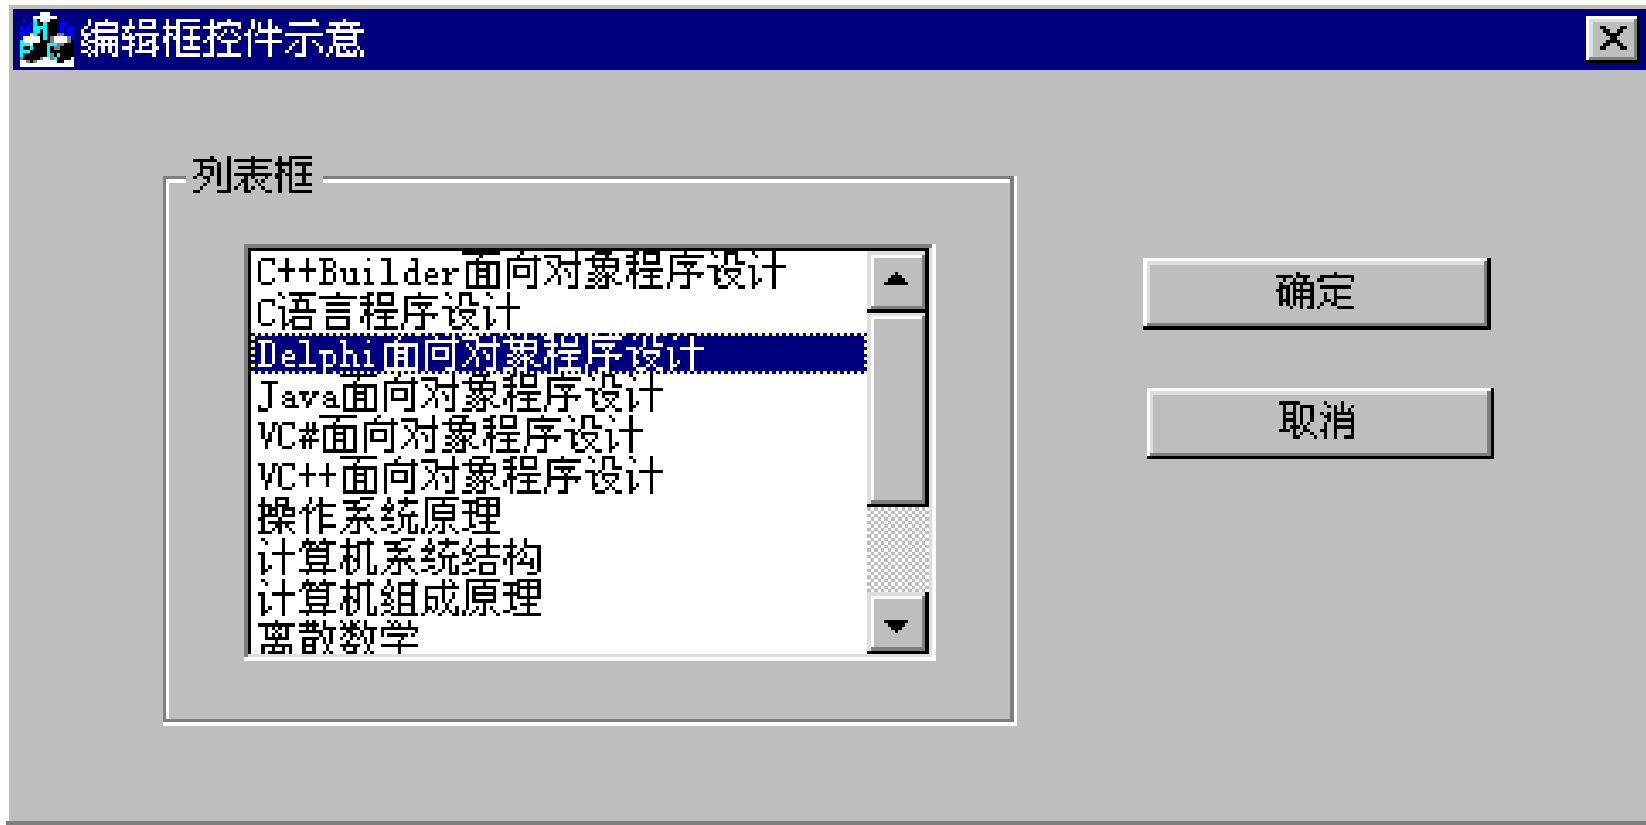 编辑框控件示意
列表框
C++Builder面向对象程序设计
C语言程序设计
Delphi面向对象程序设计
Java面向对象程序设计
VC#面向对象程序设计
VC++面向对象程序设计
操作系统原理
计算机系统结构
计算机组成原理
离散数学
确定
取消